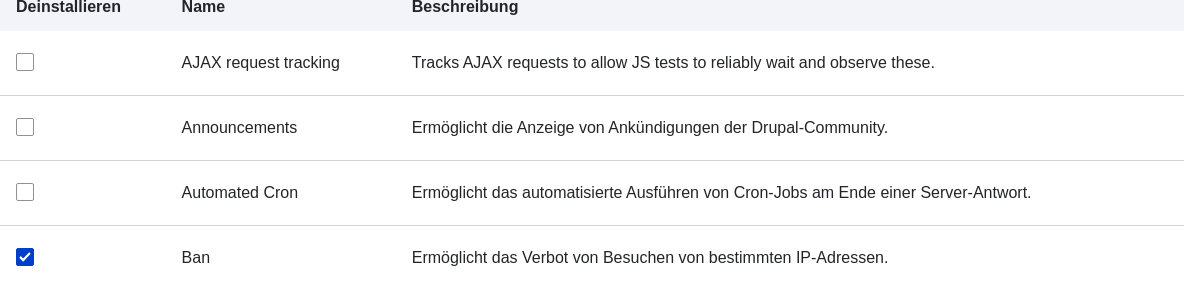 Deinstallieren Name Beschreibung
AJAX request tracking Tracks AJAX requests to allow JS tests to reliably wait and observe these.
Announcements Ermöglicht die Anzeige von Ankündigungen der Drupal-Community.
Automated Cron Ermöglicht das automatisierte Ausführen von Cron-Jobs am Ende einer Server-Antwort.
Ban Ermöglicht das Verbot von Besuchen von bestimmten IP-Adressen.